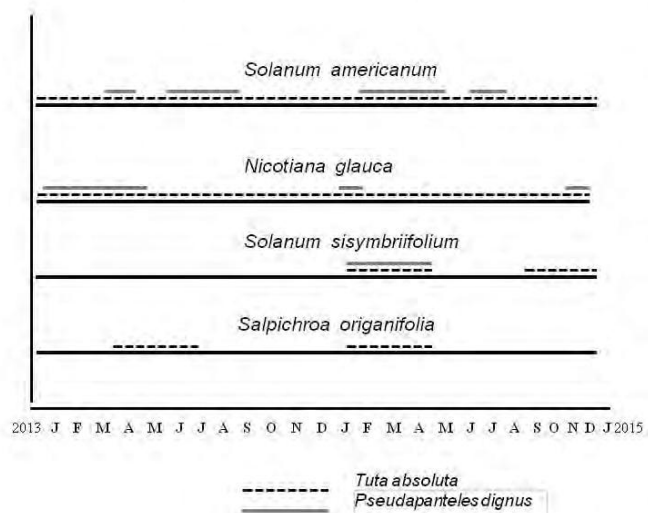 Solanum americanum
Nicotiana glauca
Solanum sisymbriifolium
Salpichroa origanifolia
2013 J F M A M J J A S O N D J F M A M J J A S O N D J 2015
Tuta absoluta
Pseudapanteles dignus